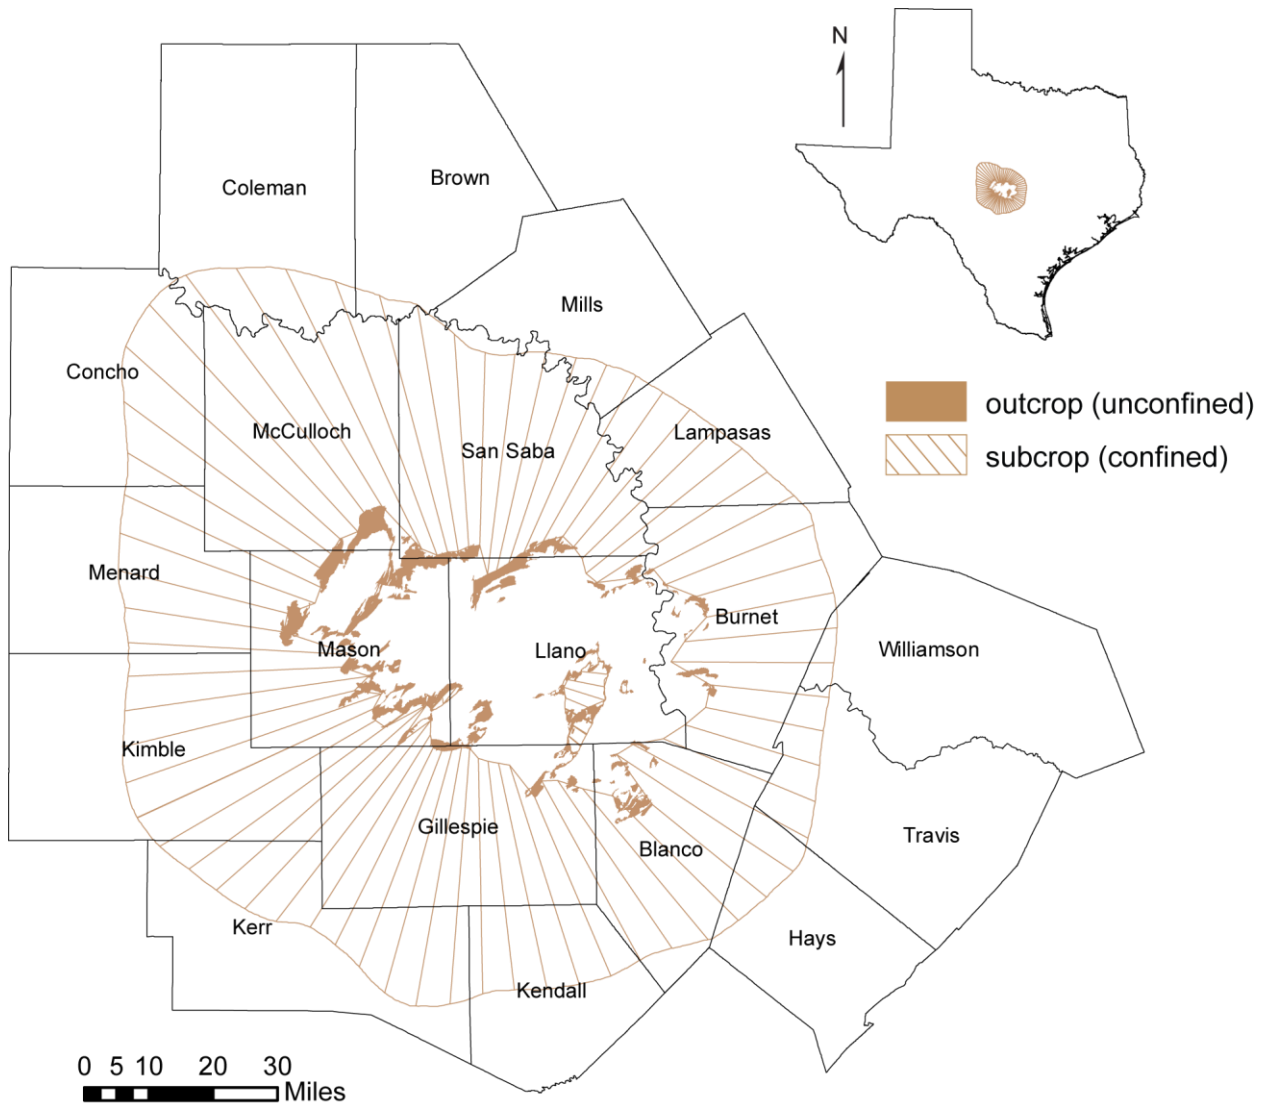 N
Coleman
Brown
Mills
Concho
McCulloch
San Saba
Lampasas
outcrop (unconfined)
subcrop (confined)
Menard
Mason
Llano
Burnet
Williamson
Kimble
Gillespie
Blanco
Travis
Kerr
Hays
Kendall
0 5 10 20 30
Miles